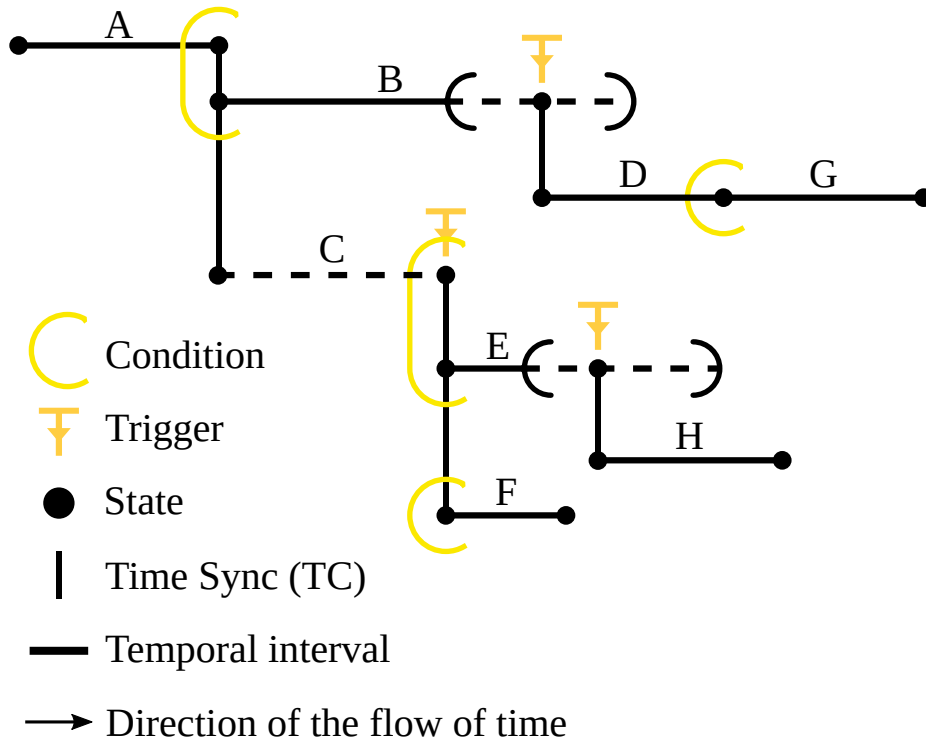 A
B
D
G
C
E
H
F
Condition
Trigger
State
Time Sync (TC)
Temporal interval
Direction of the flow of time